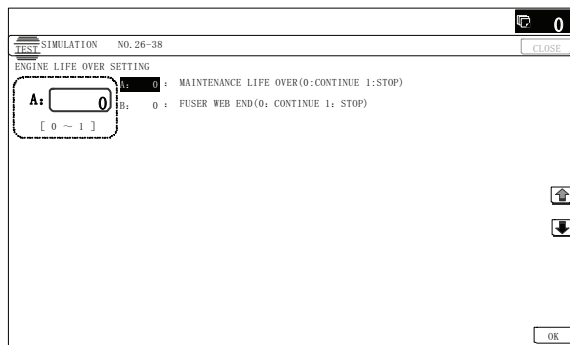 0
TEST SIMULATION NO.26-38
CLOSE
ENGINE LIFE OVER SETTING
A: 0
[ 0 ~ 1 ]
A: 0 : MAINTENANCE LIFE OVER(0:CONTINUE 1:STOP)
B: 0 : FUSER WEB END(0: CONTINUE 1: STOP)
OK